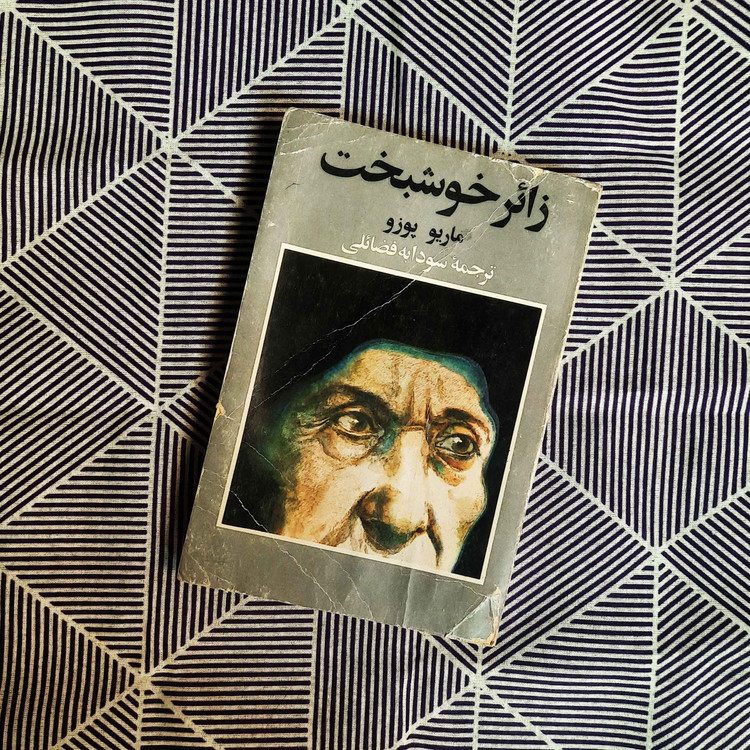 زائر خوشبخت
ماریو پوزو
ترجمهٔ سودابه فضائلی